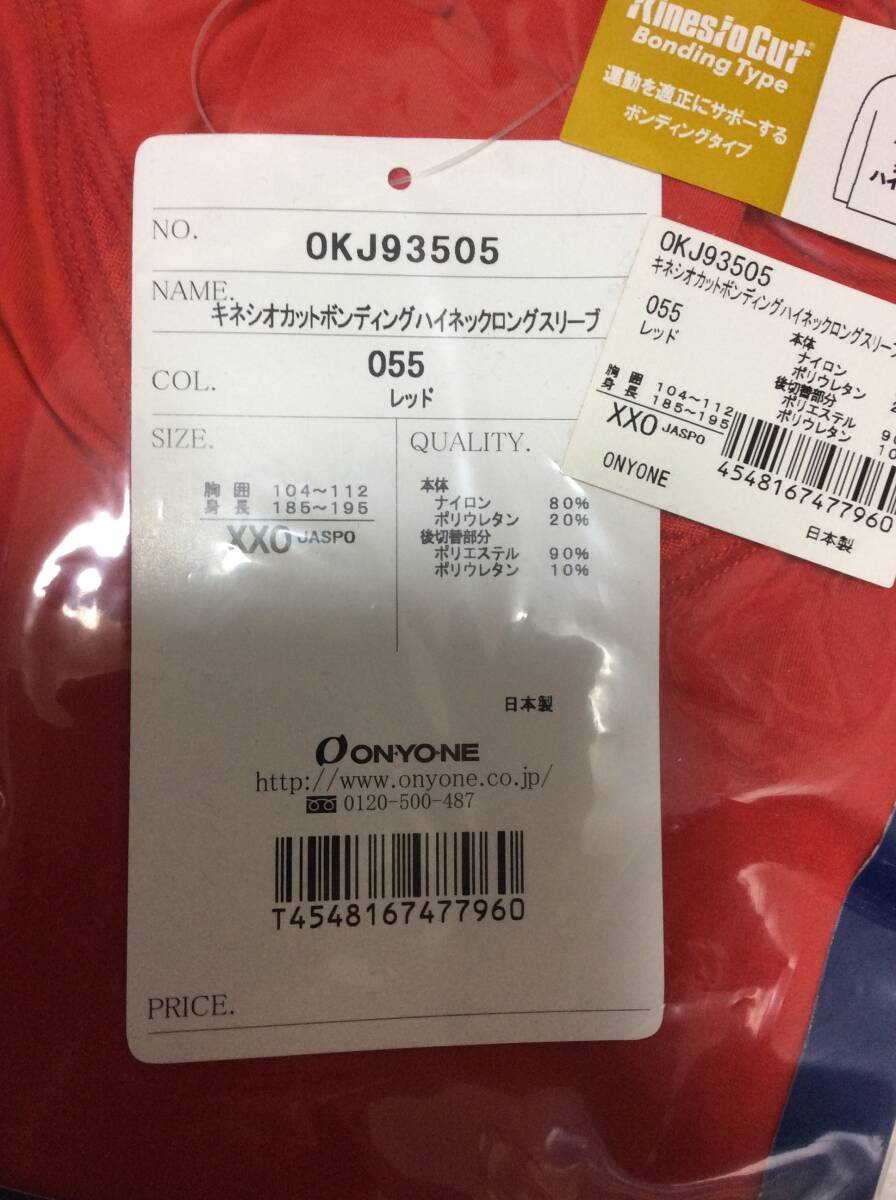 KinesioCut
Bonding Type
運動を適正にサポーする
ボンディングタイプ
NO. OKJ93505
NAME. キネシオカットボンディングハイネックロングスリーブ
COL. 055
レッド
SIZE.
胸囲 104~112
身長 185~195
XXO JASPO
QUALITY.
本体
ナイロン 80%
ポリウレタン 20%
後切替部分
ポリエステル 90%
ポリウレタン 10%
日本製
ON・YO・NE
http://www.onyone.co.jp/
0120-500-487
T4548167477960
PRICE.
OKJ93505
キネシオカットボンディングハイネックロングスリーブ
055
レッド
本体
ナイロン
ポリウレタン
後切替部分
ポリエステル
ポリウレタン
胸囲 104~112
身長 185~195
XXO JASPO
ONYONE
4548167477960
日本製